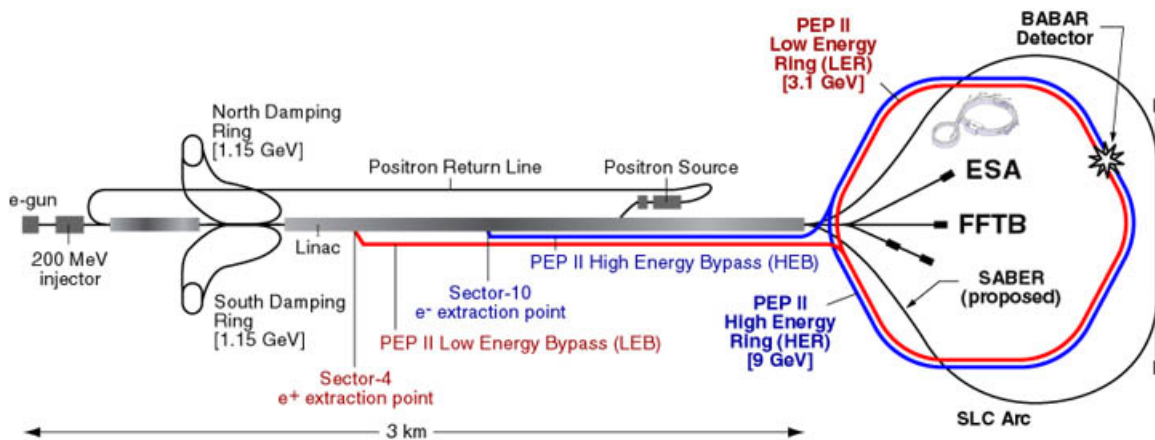 PEP II
Low Energy
Ring (LER)
[3.1 GeV]
BABAR
Detector
North Damping
Ring
[1.15 GeV]
Positron Return Line
Positron Source
ESA
e-gun
FFTB
Linac
200 MeV
injector
PEP II High Energy Bypass (HEB)
SABER
(proposed)
South Damping
Ring
[1.15 GeV]
Sector-10
e- extraction point
PEP II
High Energy
Ring (HER)
[9 GeV]
PEP II Low Energy Bypass (LEB)
Sector-4
e+ extraction point
SLC Arc
3 km